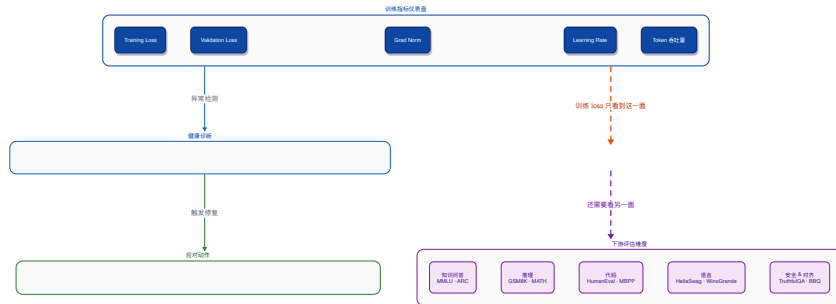 训练指标仪表盘
Training Loss
Validation Loss
Grad Norm
Learning Rate
Token 吞吐量
异常检测
训练 loss 只看到这一面
健康诊断
触发修复
还需要看另一面
应对动作
下游评估维度
知识问答
MMLU · ARC
推理
GSM8K · MATH
代码
HumanEval · MBPP
语言
HellaSwag · WinoGrande
安全 & 对齐
TruthfulQA · BBQ